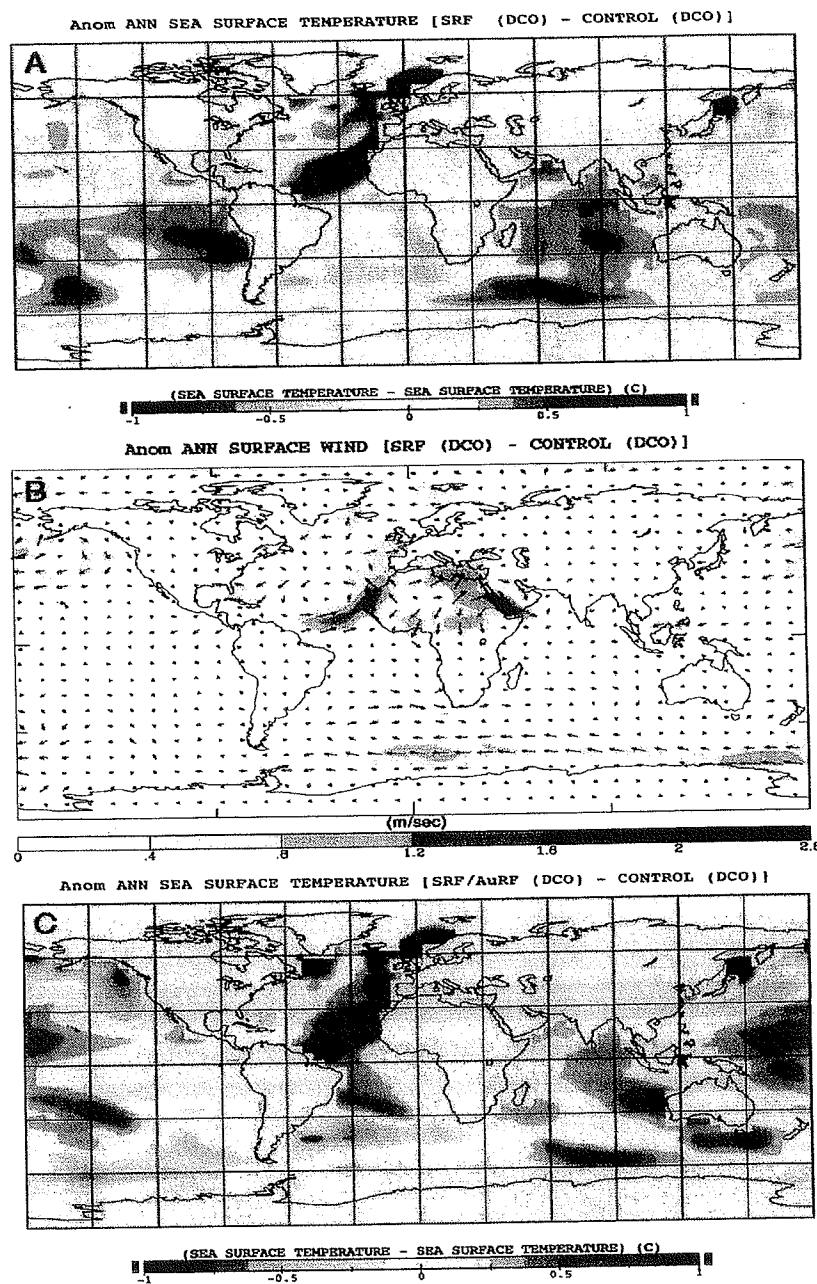 Anom ANN SEA SURFACE TEMPERATURE [SRF (DCO) - CONTROL (DCO)]
A
(SEA SURFACE TEMPERATURE - SEA SURFACE TEMPERATURE) (C)
-1 -0.5 0 0.5 1
Anom ANN SURFACE WIND [SRF (DCO) - CONTROL (DCO)]
B
(m/sec)
0 .4 .8 1.2 1.6 2 2.8
Anom ANN SEA SURFACE TEMPERATURE [SRF/AuRF (DCO) - CONTROL (DCO)]
C
(SEA SURFACE TEMPERATURE - SEA SURFACE TEMPERATURE) (C)
-1 -0.5 0 0.5 1